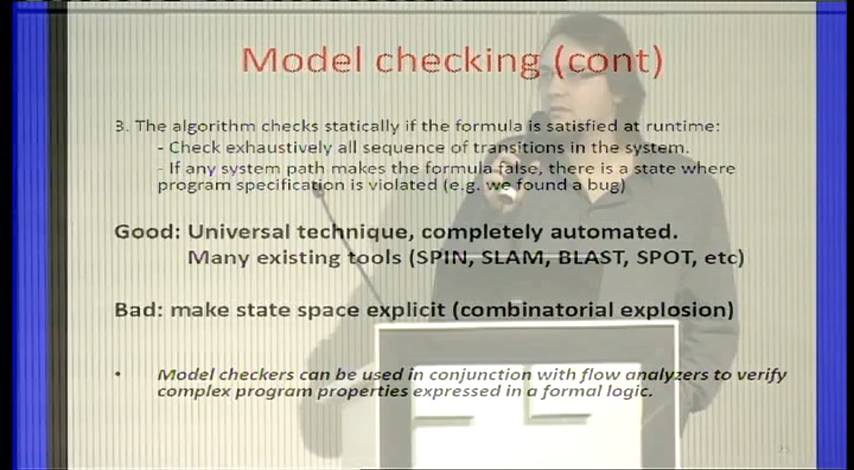 Model checking (cont)
3. The algorithm checks statically if the formula is satisfied at runtime:
- Check exhaustively all sequence of transitions in the system.
- If any system path makes the formula false, there is a state where
program specification is violated (e.g. we found a bug)
Good: Universal technique, completely automated.
Many existing tools (SPIN, SLAM, BLAST, SPOT, etc)
Bad: make state space explicit (combinatorial explosion)
• Model checkers can be used in conjunction with flow analyzers to verify
complex program properties expressed in a formal logic.